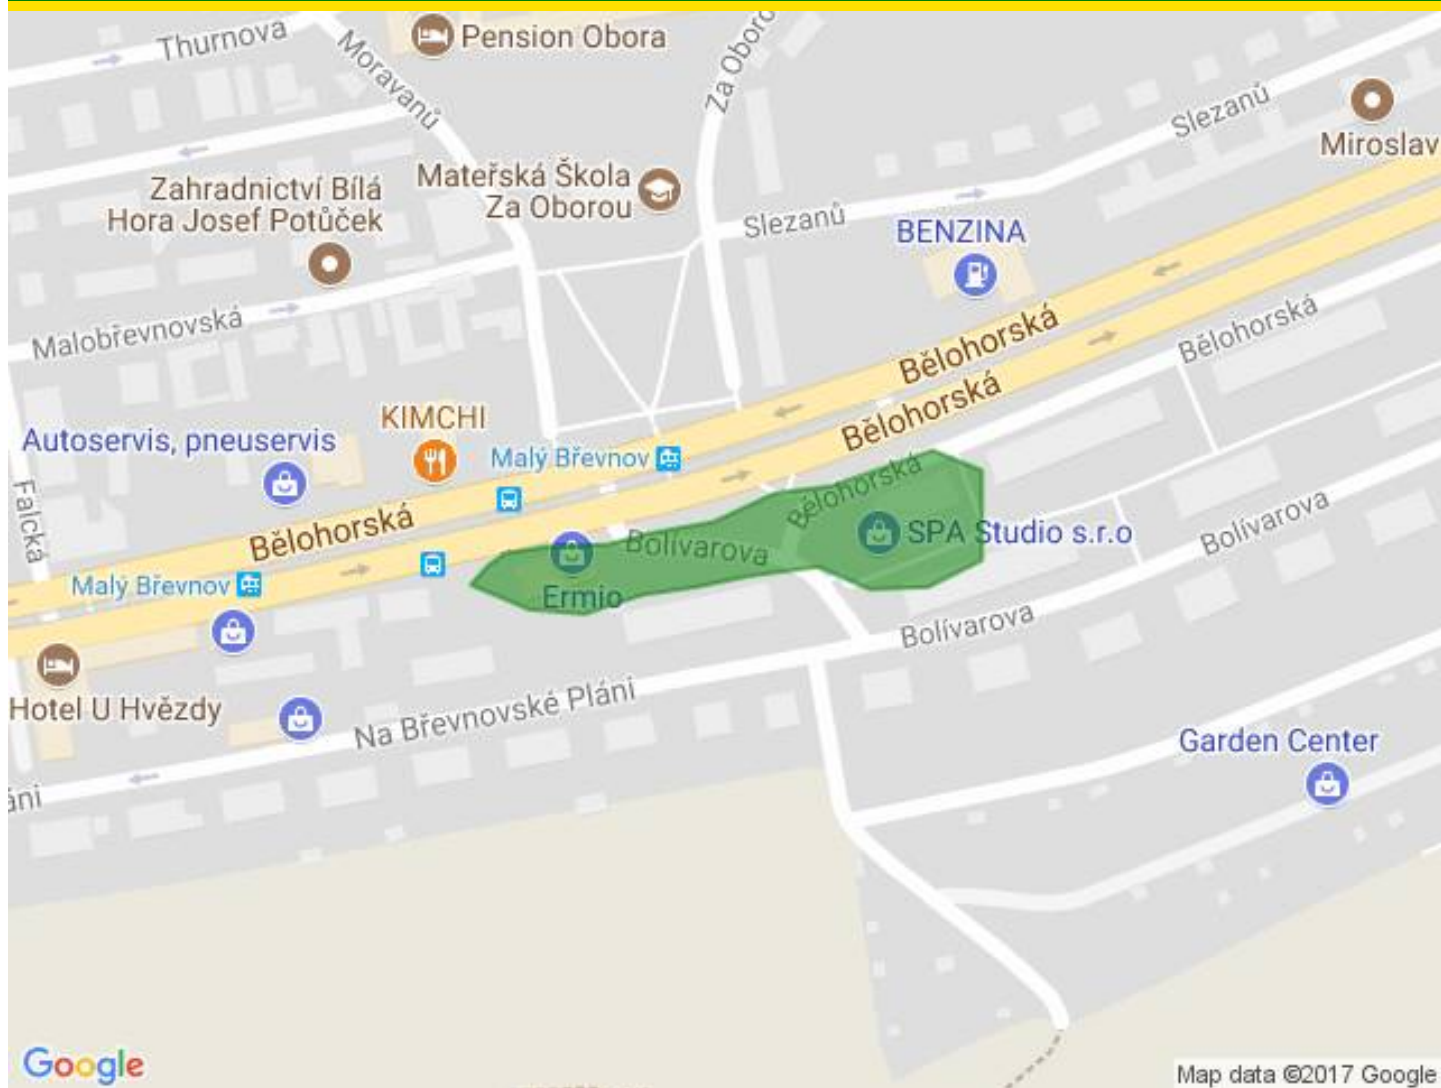 Thurnova
Pension Obora
Moravanů
Za Oboro
Slezanů
Miroslav
Mateřská Škola
Za Oborou
Zahradnictví Bílá
Hora Josef Potůček
Slezanů
BENZINA
Malobřevnovská
Bělohorská
Bělohorská
Bělohorská
KIMCHI
Autoservis, pneuservis
Malý Břevnov
Falcká
Bělohorská
Bělohorská
SPA Studio s.r.o
Bolívarova
Bolívarova
Malý Břevnov
Ermio
Bolívarova
Hotel U Hvězdy
Na Břevnovské Pláni
Garden Center
áni
Google
Map data ©2017 Google